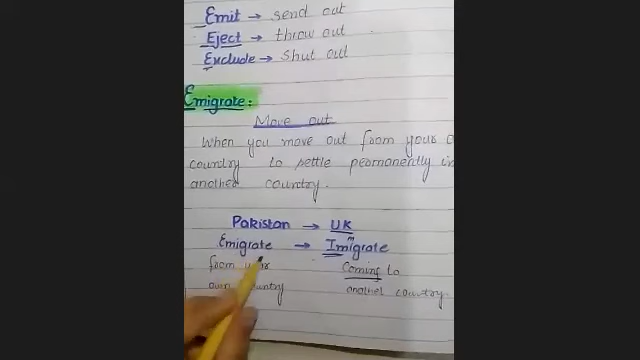 Emit → send out
Eject → throw out
Exclude → Shut out
Emigrate:
Move out
When you move out from your
country to settle permanently in
another country.
Pakistan → UK
Emigrate → Immigrate
from your Coming to
own country another country.